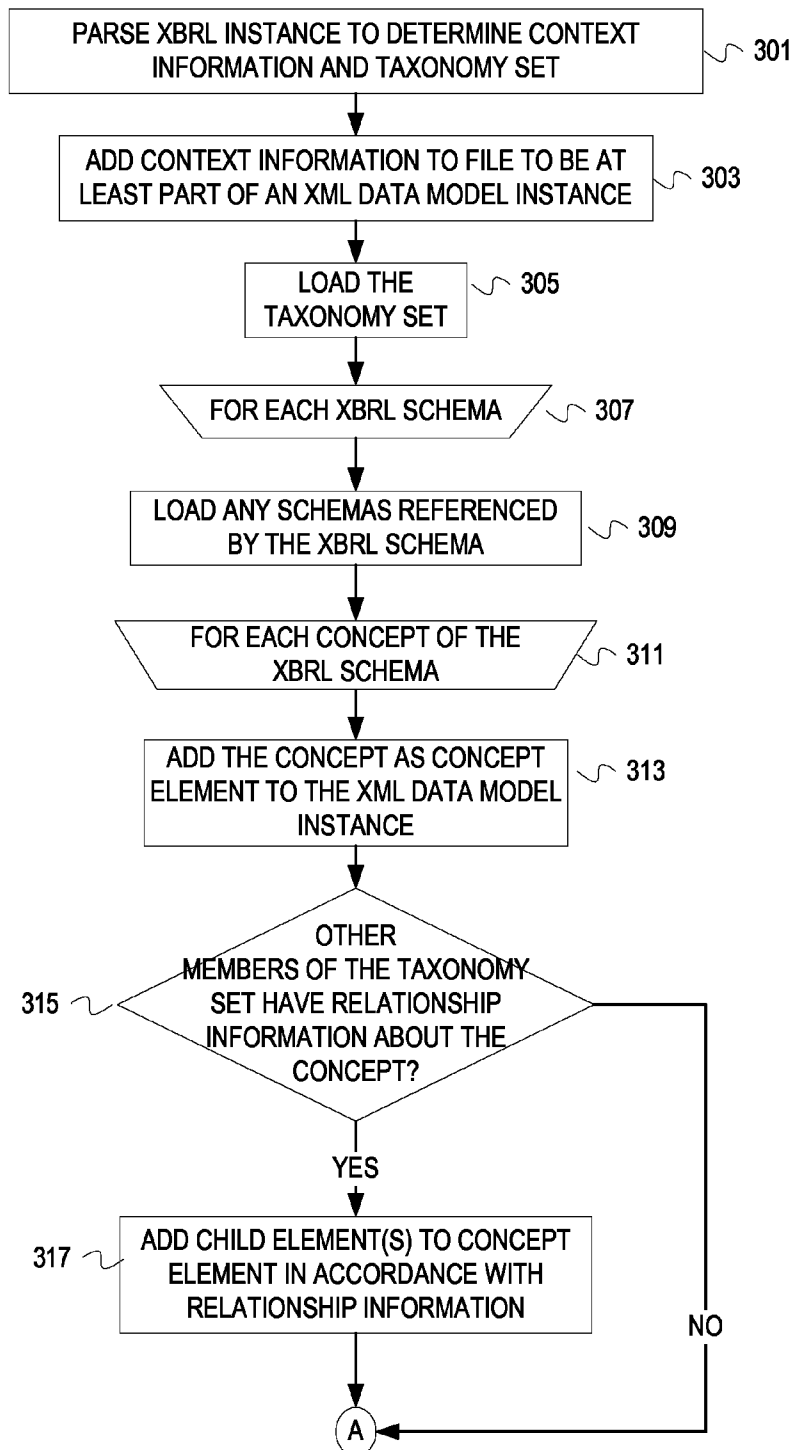 PARSE XBRL INSTANCE TO DETERMINE CONTEXT
INFORMATION AND TAXONOMY SET
301
ADD CONTEXT INFORMATION TO FILE TO BE AT
LEAST PART OF AN XML DATA MODEL INSTANCE
303
LOAD THE
TAXONOMY SET
305
FOR EACH XBRL SCHEMA
307
LOAD ANY SCHEMAS REFERENCED
BY THE XBRL SCHEMA
309
FOR EACH CONCEPT OF THE
XBRL SCHEMA
311
ADD THE CONCEPT AS CONCEPT
ELEMENT TO THE XML DATA MODEL
INSTANCE
313
OTHER
MEMBERS OF THE TAXONOMY
SET HAVE RELATIONSHIP
INFORMATION ABOUT THE
CONCEPT?
315
YES
ADD CHILD ELEMENT(S) TO CONCEPT
ELEMENT IN ACCORDANCE WITH
RELATIONSHIP INFORMATION
317
NO
A